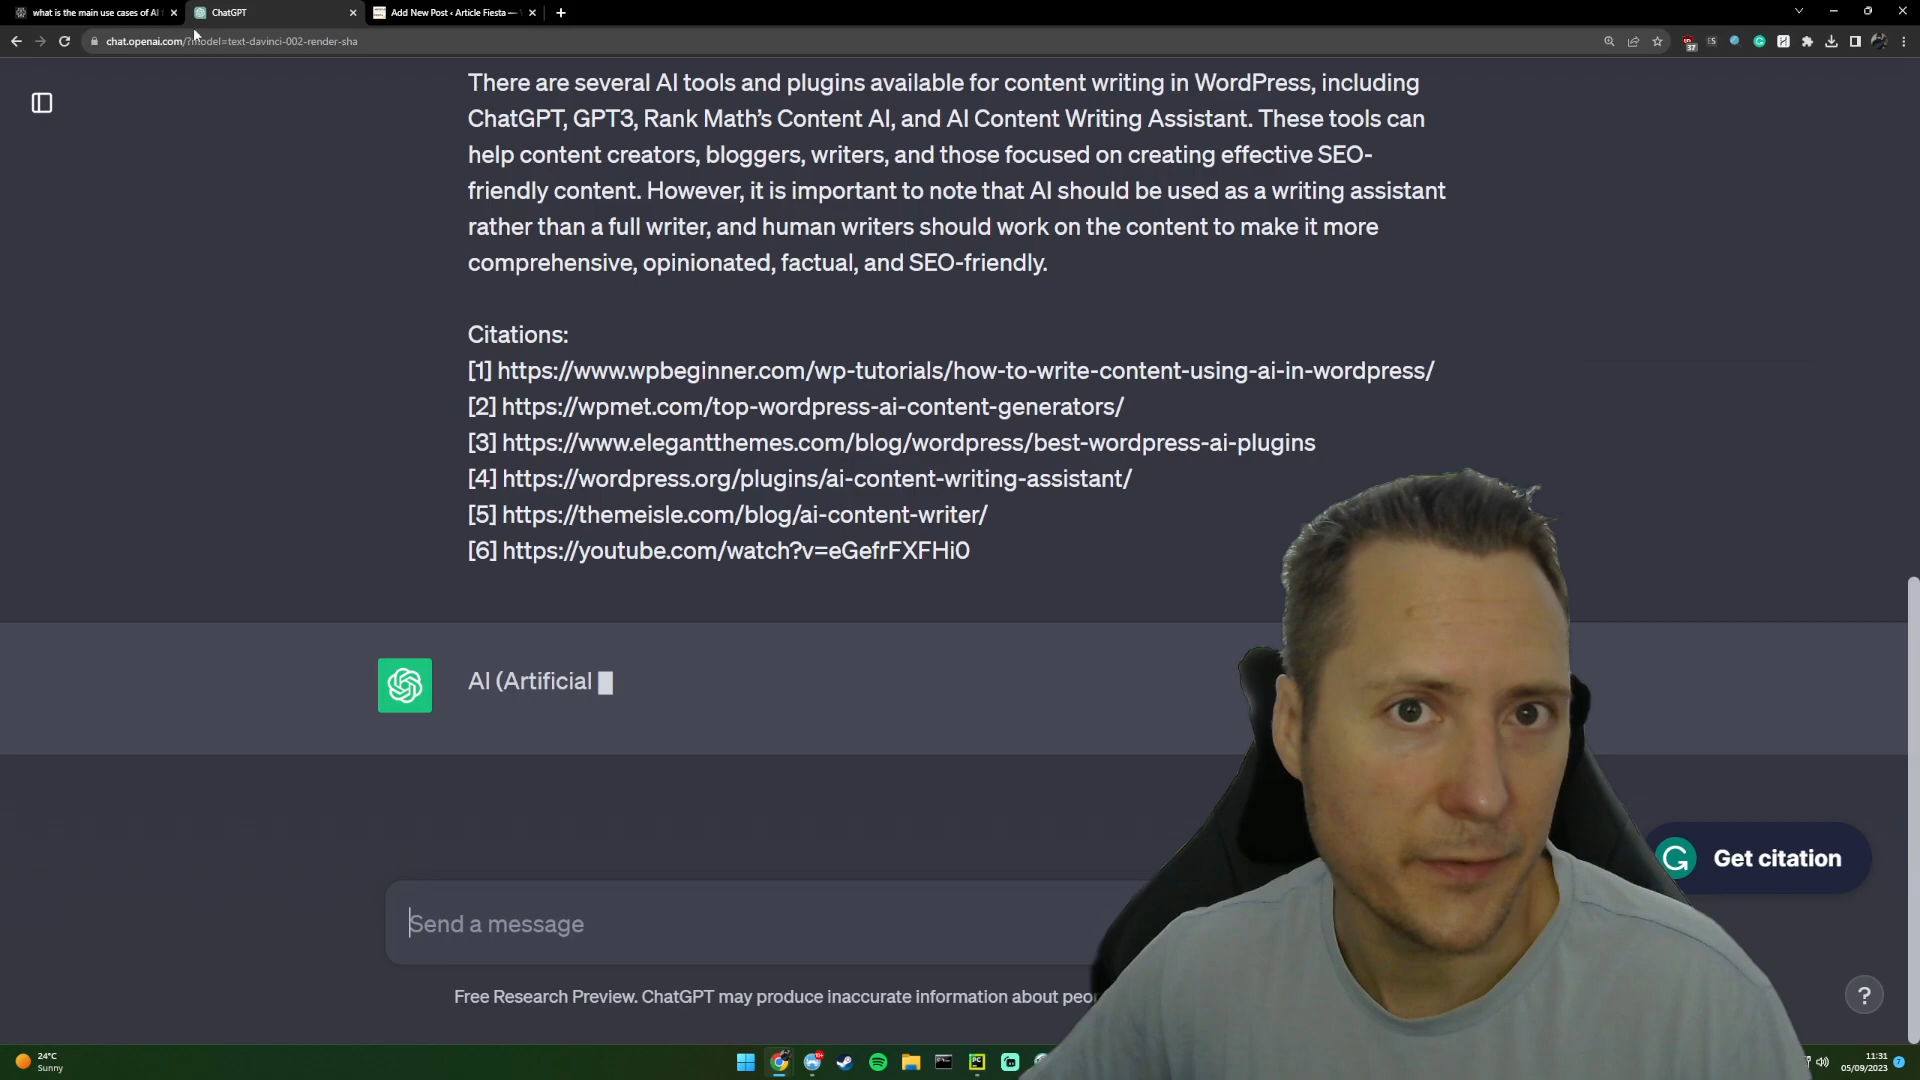 what is the main use cases of AI
ChatGPT
Add New Post ‹ Article Fiesta —
chat.openai.com/?model=text-davinci-002-render-sha
37
ES
There are several AI tools and plugins available for content writing in WordPress, including
ChatGPT, GPT3, Rank Math’s Content AI, and AI Content Writing Assistant. These tools can
help content creators, bloggers, writers, and those focused on creating effective SEO-
friendly content. However, it is important to note that AI should be used as a writing assistant
rather than a full writer, and human writers should work on the content to make it more
comprehensive, opinionated, factual, and SEO-friendly.
Citations:
[1] https://www.wpbeginner.com/wp-tutorials/how-to-write-content-using-ai-in-wordpress/
[2] https://wpmet.com/top-wordpress-ai-content-generators/
[3] https://www.elegantthemes.com/blog/wordpress/best-wordpress-ai-plugins
[4] https://wordpress.org/plugins/ai-content-writing-assistant/
[5] https://themeisle.com/blog/ai-content-writer/
[6] https://youtube.com/watch?v=eGefrFXFHi0
AI (Artificial
Get citation
Send a message
Free Research Preview. ChatGPT may produce inaccurate information about
?
24°C
Sunny
PC
11:31
05/09/2023
7